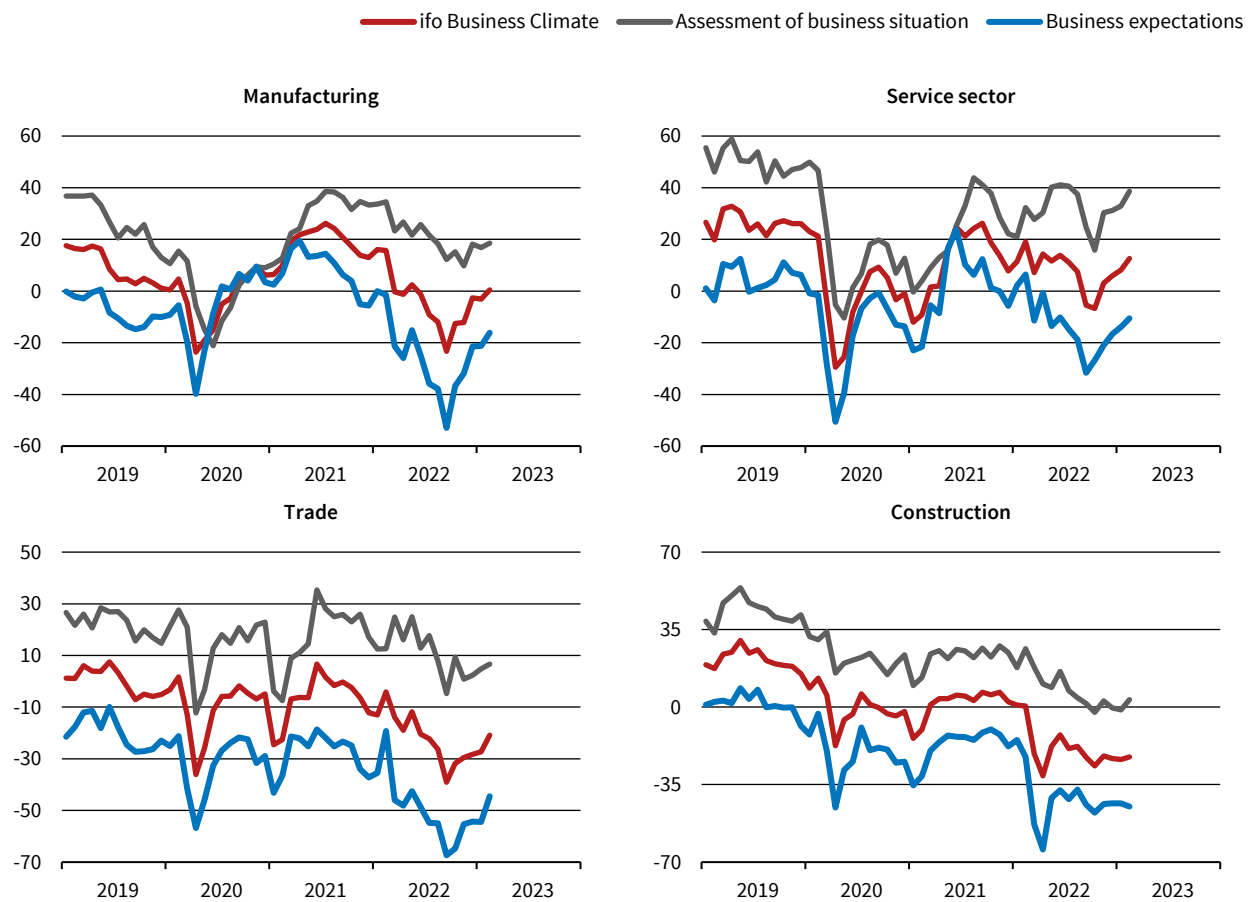 ifo Business Climate Assessment of business situation Business expectations
Manufacturing
60
40
20
0
-20
-40
-60
2019 2020 2021 2022 2023
Service sector
60
40
20
0
-20
-40
-60
2019 2020 2021 2022 2023
Trade
50
30
10
-10
-30
-50
-70
2019 2020 2021 2022 2023
Construction
70
35
0
-35
-70
2019 2020 2021 2022 2023